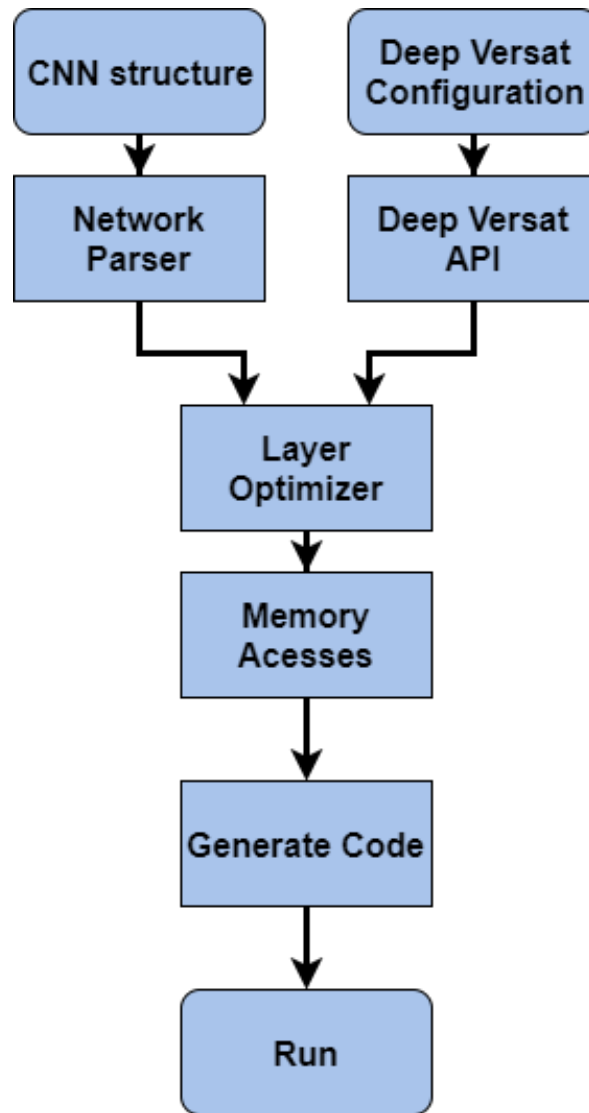 CNN structure
Deep Versat
Configuration
Network
Parser
Deep Versat
API
Layer
Optimizer
Memory
Acesses
Generate Code
Run